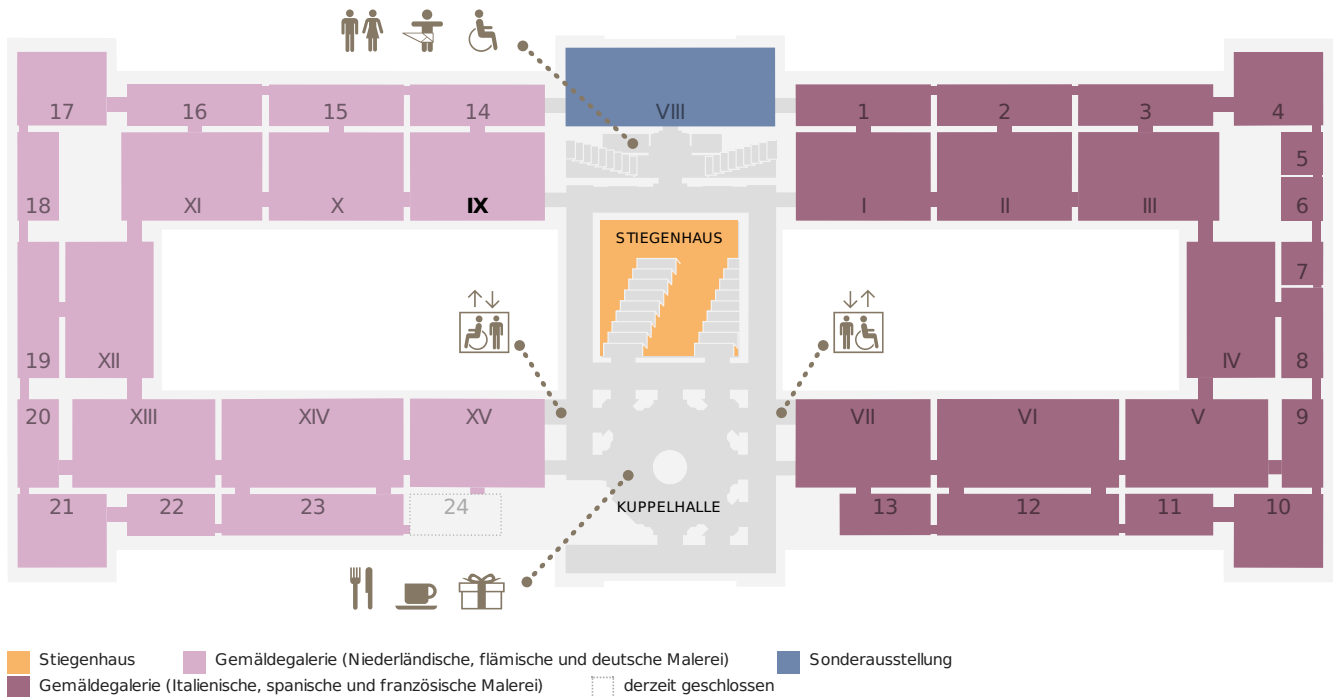 17
16
15
14
VIII
1
2
3
4
5
18
XI
X
IX
I
II
III
6
STIEGENHAUS
7
19
XII
IV
8
20
XIII
XIV
XV
VII
VI
V
9
21
22
23
24
KUPPELHALLE
13
12
11
10
Stiegenhaus
Gemäldegalerie (Niederländische, flämische und deutsche Malerei)
Sonderausstellung
Gemäldegalerie (Italienische, spanische und französische Malerei)
derzeit geschlossen